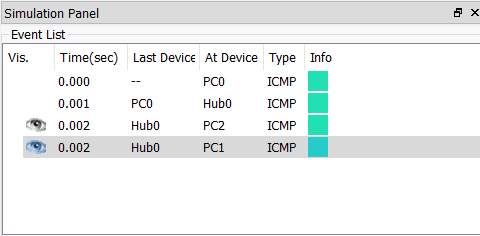 Simulation Panel
Event List
Vis. Time(sec) Last Device At Device Type Info
0.000 -- PC0 ICMP
0.001 PC0 Hub0 ICMP
0.002 Hub0 PC2 ICMP
0.002 Hub0 PC1 ICMP